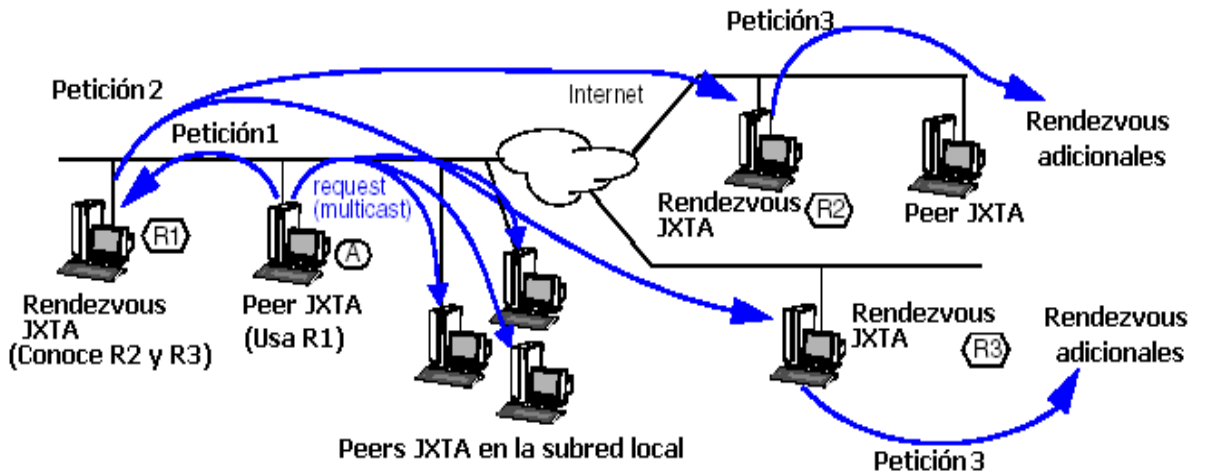 Petición3
Petición 2
Internet
Petición1
Rendezvous
adicionales
request
(multicast)
R1
A
Rendezvous
JXTA
R2
Peer JXTA
Rendezvous
JXTA
(Conoce R2 y R3)
Peer JXTA
(Usa R1)
Rendezvous
JXTA
R3
Rendezvous
adicionales
Peers JXTA en la subred local
Petición 3